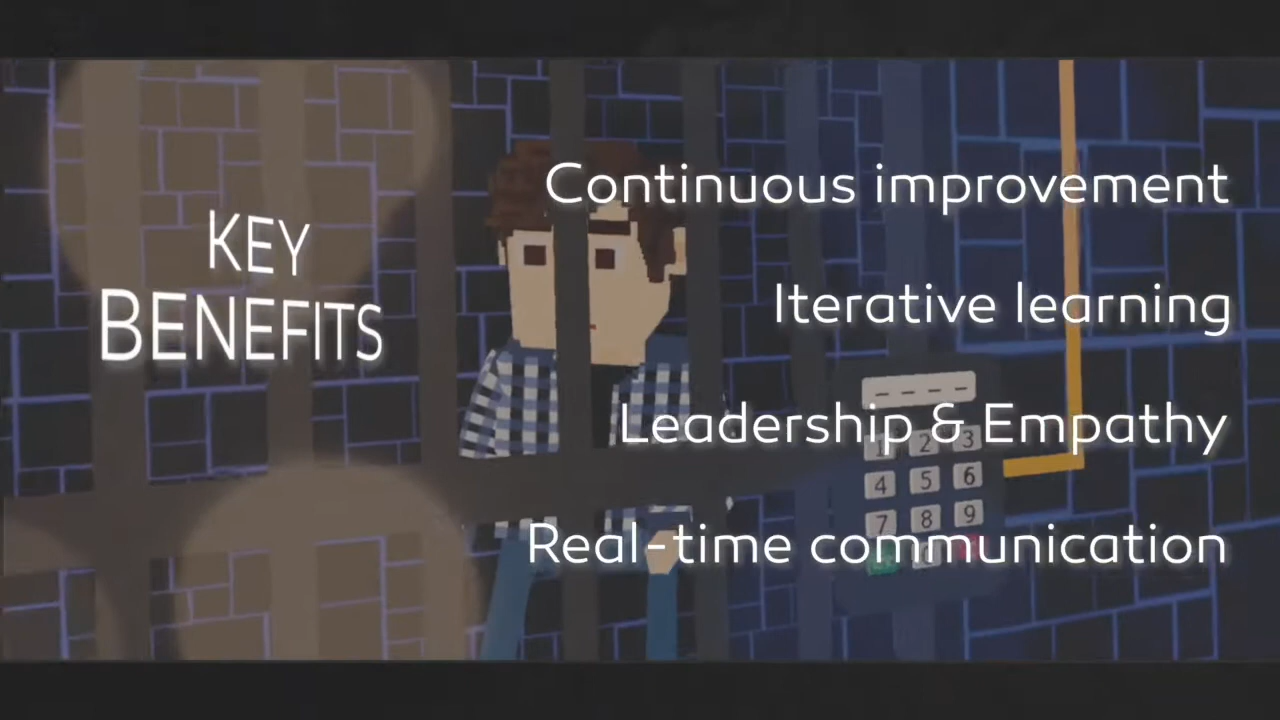 KEY
BENEFITS
Continuous improvement
Iterative learning
Leadership & Empathy
Real-time communication
- - - -
1 2 3
4 5 6
7 8 9